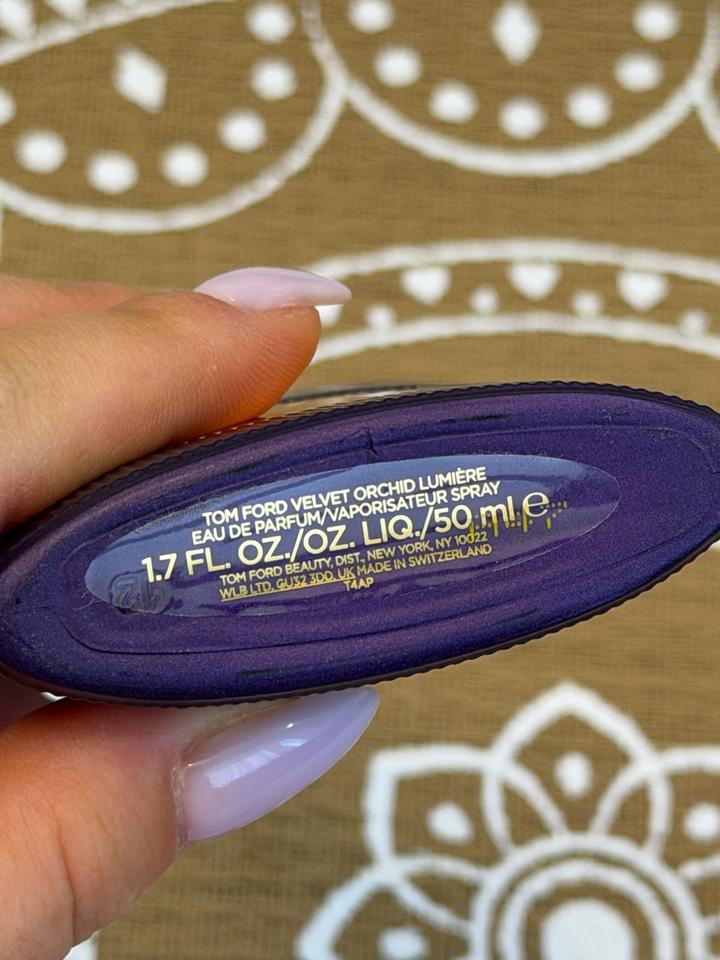 TOM FORD VELVET ORCHID LUMIÈRE
EAU DE PARFUM/VAPORISATEUR SPRAY
1.7 FL. OZ./OZ. LIQ./50 ml ℮
TOM FORD BEAUTY, DIST., NEW YORK, NY 10022
WLB LTD, GU32 3DD, UK MADE IN SWITZERLAND
T4AP